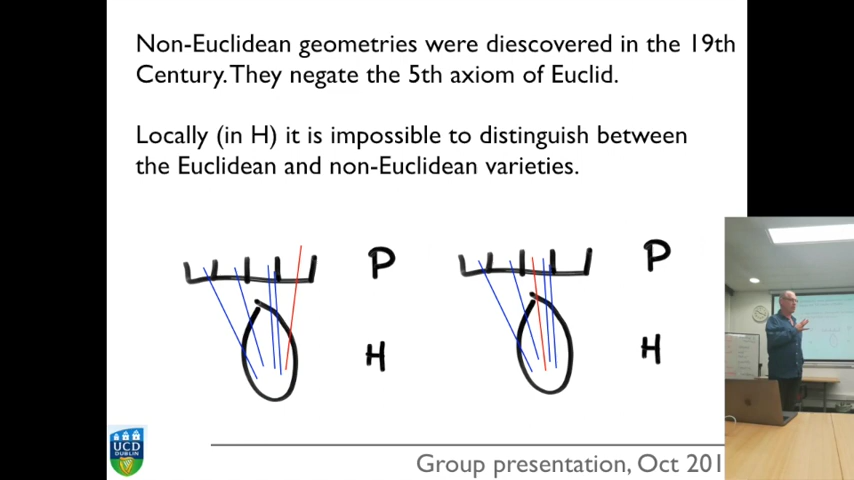 Non-Euclidean geometries were diescovered in the 19th
Century. They negate the 5th axiom of Euclid.
Locally (in H) it is impossible to distinguish between
the Euclidean and non-Euclidean varieties.
P
P
H
H
UCD
DUBLIN
Group presentation, Oct 201